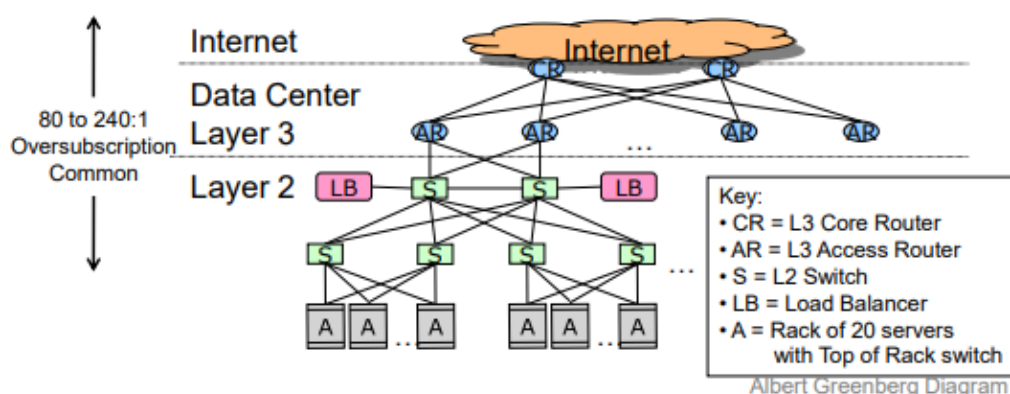 Internet
Internet
CR CR
Data Center
80 to 240:1
Oversubscription
Common
Layer 3
AR AR ... AR AR
Layer 2
LB S S LB
S S S S ...
A A ... A A A ... A
Key:
• CR = L3 Core Router
• AR = L3 Access Router
• S = L2 Switch
• LB = Load Balancer
• A = Rack of 20 servers
with Top of Rack switch
Albert Greenberg Diagram